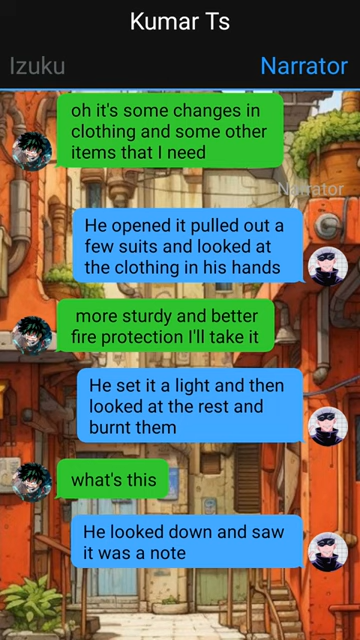 Kumar Ts
Izuku
Narrator
oh it's some changes in
clothing and some other
items that I need
Narrator
He opened it pulled out a
few suits and looked at
the clothing in his hands
more sturdy and better
fire protection I'll take it
He set it a light and then
looked at the rest and
burnt them
what's this
He looked down and saw
it was a note